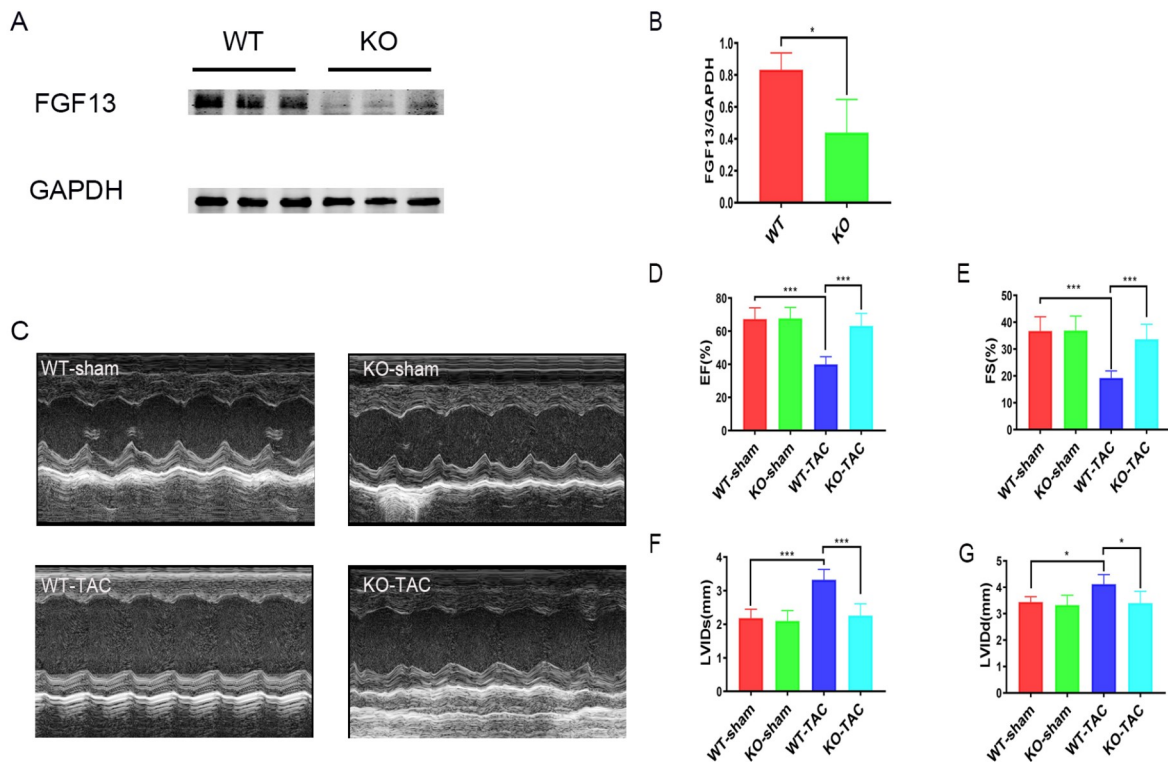 A
WT KO
FGF13
GAPDH
B
*
FGF13/GAPDH
1.0
0.8
0.6
0.4
0.2
0.0
WT
KO
C
WT-sham
KO-sham
WT-TAC
KO-TAC
D
*** ***
EF(%)
80
60
40
20
0
WT-sham
KO-sham
WT-TAC
KO-TAC
E
*** ***
FS(%)
50
40
30
20
10
0
WT-sham
KO-sham
WT-TAC
KO-TAC
F
*** ***
LVIDs(mm)
4
3
2
1
0
WT-sham
KO-sham
WT-TAC
KO-TAC
G
* *
LVIDd(mm)
5
4
3
2
1
0
WT-sham
KO-sham
WT-TAC
KO-TAC